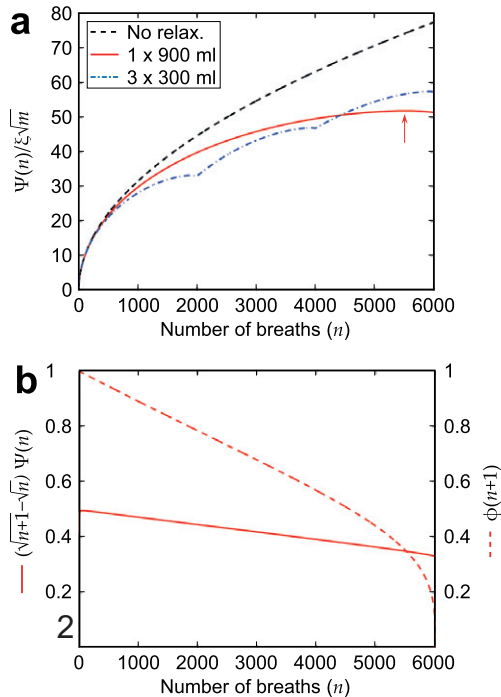 a
80
70
60
50
40
30
20
10
0
No relax.
1 x 900 ml
3 x 300 ml
Ψ(n)/ξ√m
0 1000 2000 3000 4000 5000 6000
Number of breaths (n)
b
1
0.8
0.6
0.4
0.2
1
0.8
0.6
0.4
0.2
(√n+1−√n) Ψ(n)
ϕ(n+1)
2
0 1000 2000 3000 4000 5000 6000
Number of breaths (n)